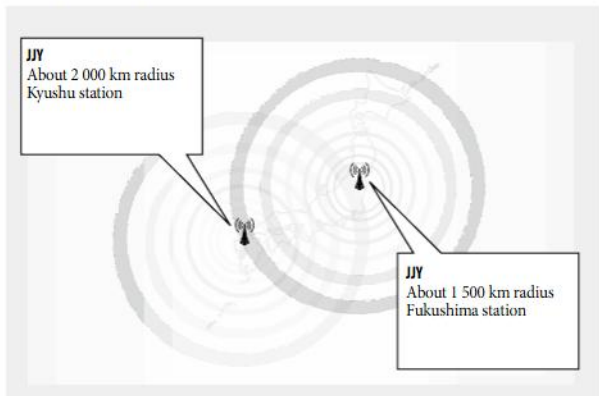 JJY
About 2 000 km radius
Kyushu station
JJY
About 1 500 km radius
Fukushima station